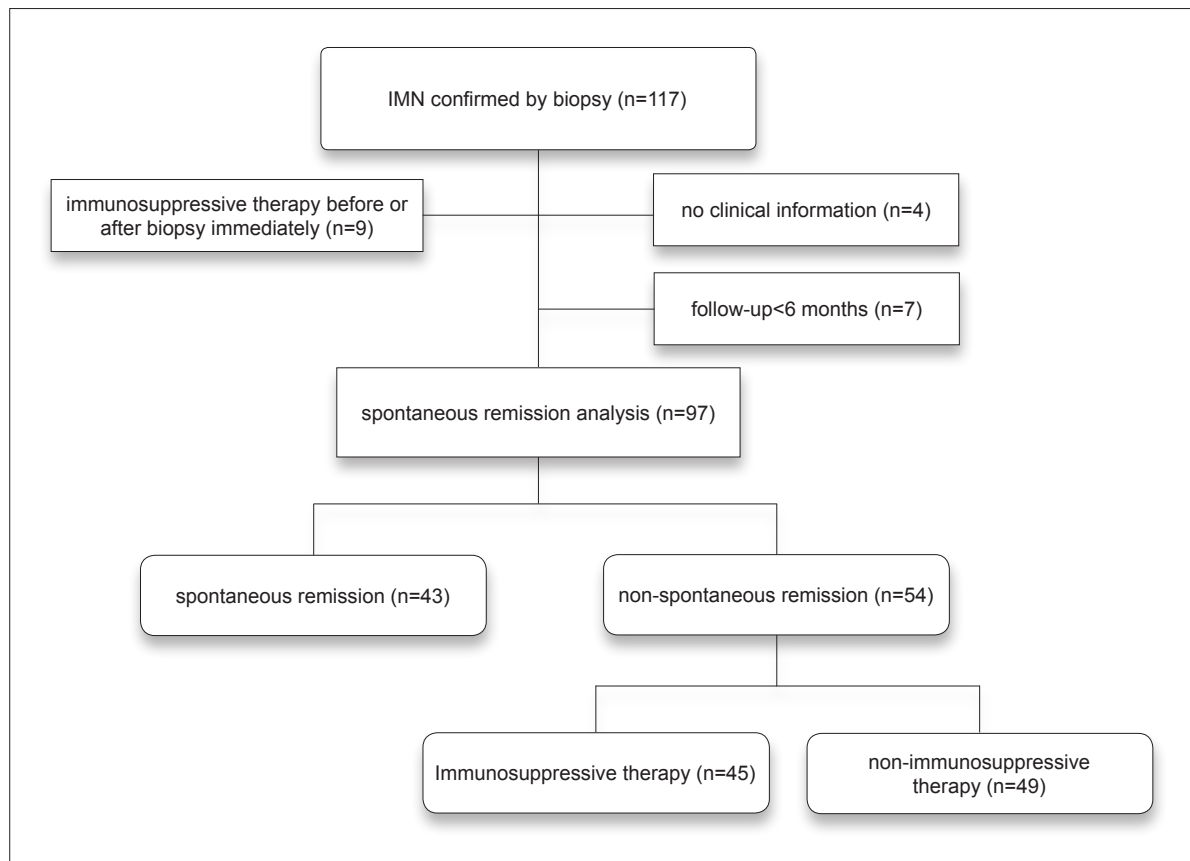 IMN confirmed by biopsy (n=117)
immunosuppressive therapy before or
after biopsy immediately (n=9)
no clinical information (n=4)
follow-up<6 months (n=7)
spontaneous remission analysis (n=97)
spontaneous remission (n=43)
non-spontaneous remission (n=54)
Immunosuppressive therapy (n=45)
non-immunosuppressive
therapy (n=49)